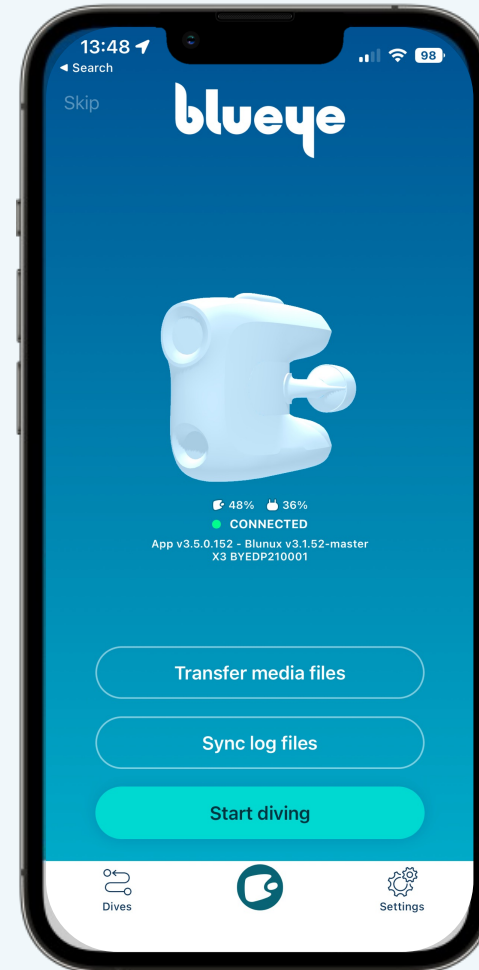 13:48
98
◀ Search
Skip
blueye
48% 36%
CONNECTED
App v3.5.0.152 - Blunux v3.1.52-master
X3 BYEDP210001
Transfer media files
Sync log files
Start diving
Dives
Settings